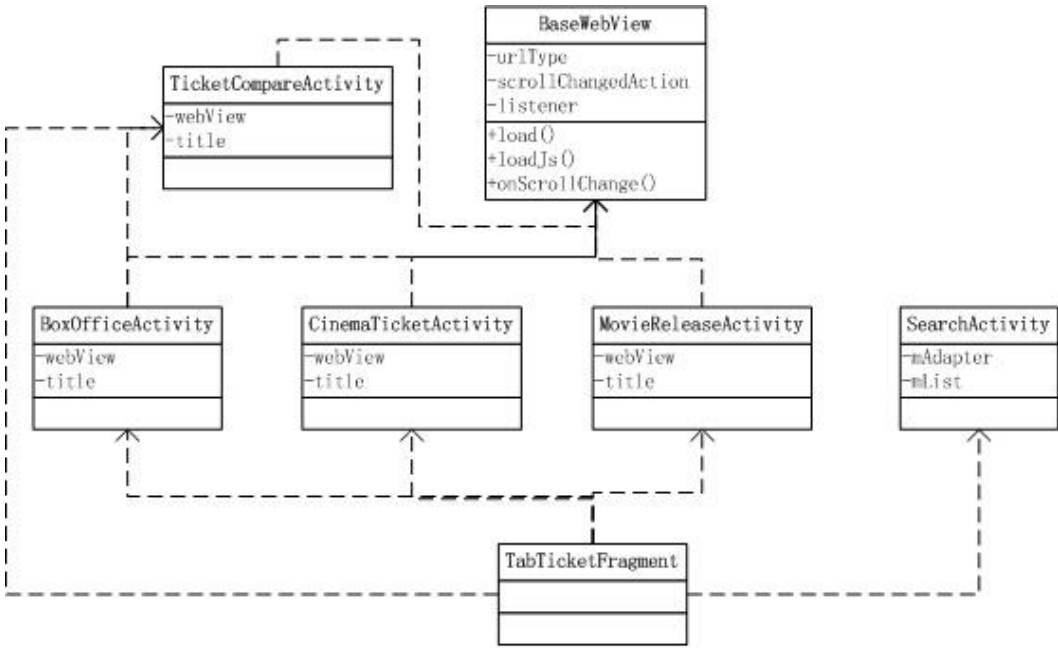 BaseWebView
-urlType
-scrollChangedAction
-listener
+load()
+loadJs()
+onScrollChange()
TicketCompareActivity
-webView
-title
BoxOfficeActivity
-webView
-title
CinemaTicketActivity
-webView
-title
MovieReleaseActivity
-webView
-title
SearchActivity
-mAdapter
-mList
TabTicketFragment